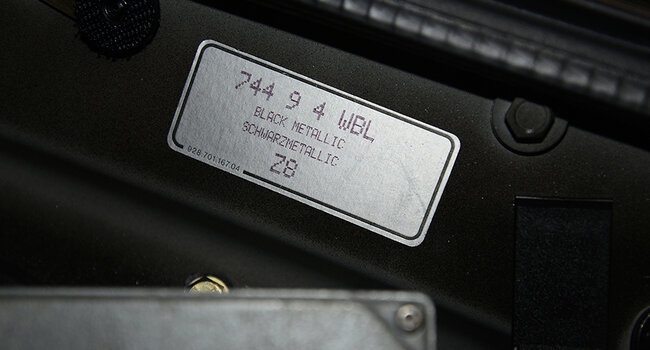 744 9 4 WBL
BLACK METALLIC
SCHWARZMETALLIC
Z8
928.701.167.04